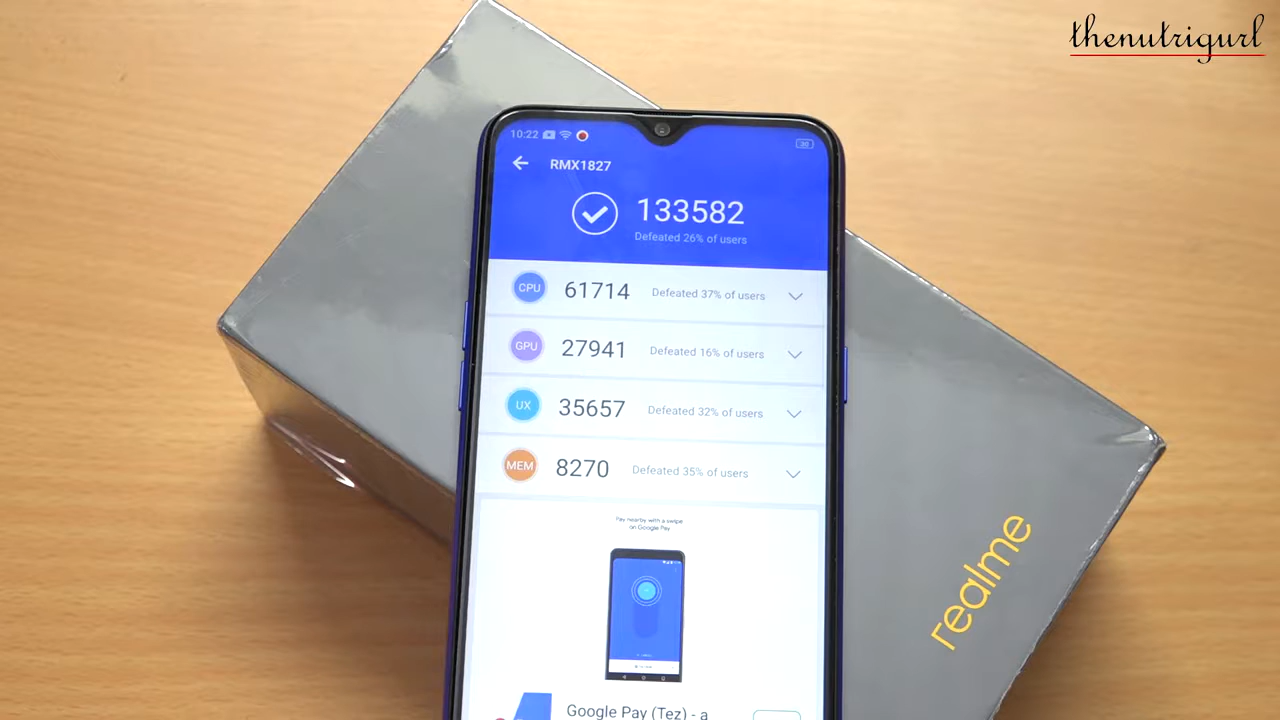 thenutrigurl
10:22
30
RMX1827
133582
Defeated 26% of users
CPU 61714 Defeated 37% of users
GPU 27941 Defeated 16% of users
UX 35657 Defeated 32% of users
MEM 8270 Defeated 35% of users
Pay nearby with a swipe
on Google Pay
Google Pay (Tez) - a
realme